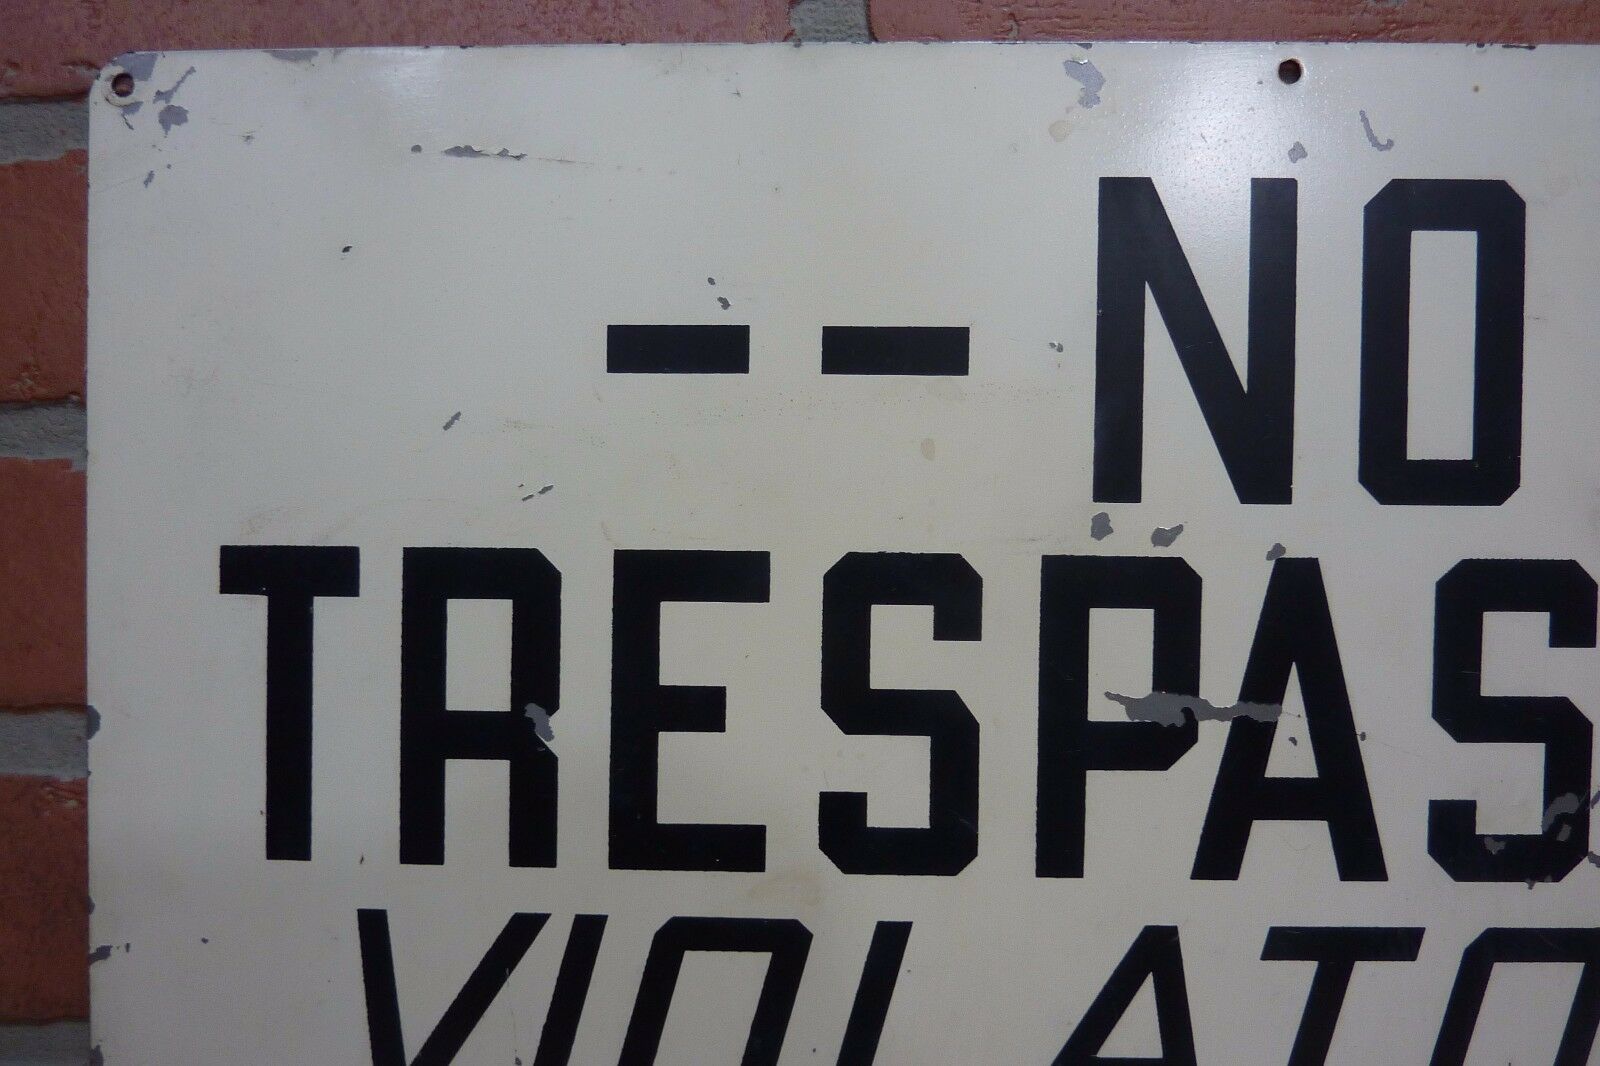 -- NO
TRESPAS
VIOLATO